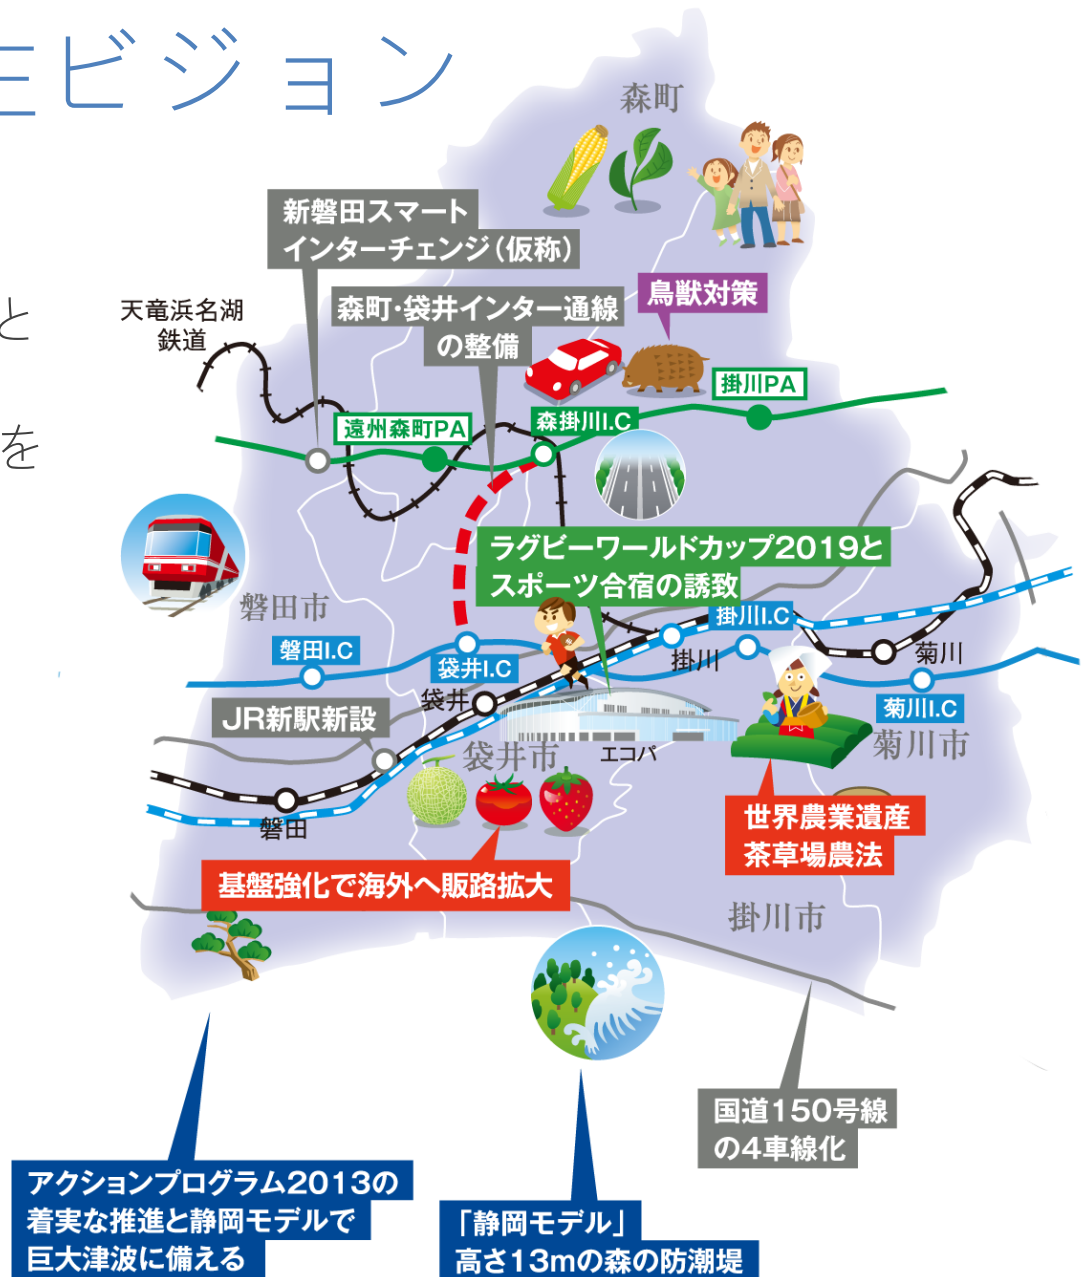 生ビジョン
森町
新磐田スマート
インターチェンジ(仮称)
と
天竜浜名湖
鉄道
森町・袋井インター通線
の整備
鳥獣対策
掛川PA
遠州森町PA
森掛川I.C
を
ラグビーワールドカップ2019と
スポーツ合宿の誘致
磐田市
掛川I.C
磐田I.C
袋井I.C
掛川
菊川
袋井
菊川I.C
JR新駅新設
袋井市
エコパ
菊川市
磐田
世界農業遺産
茶草場農法
基盤強化で海外へ販路拡大
掛川市
国道150号線
の4車線化
アクションプログラム2013の
着実な推進と静岡モデルで
巨大津波に備える
「静岡モデル」
高さ13mの森の防潮堤